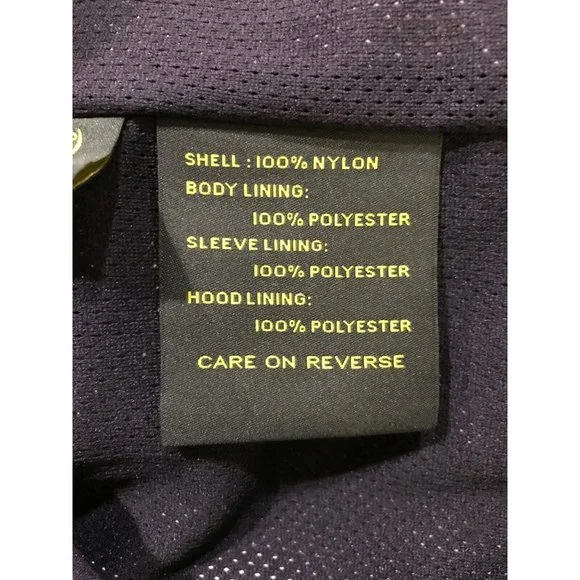 SHELL : 100% NYLON
BODY LINING:
100% POLYESTER
SLEEVE LINING:
100% POLYESTER
HOOD LINING:
100% POLYESTER
CARE ON REVERSE